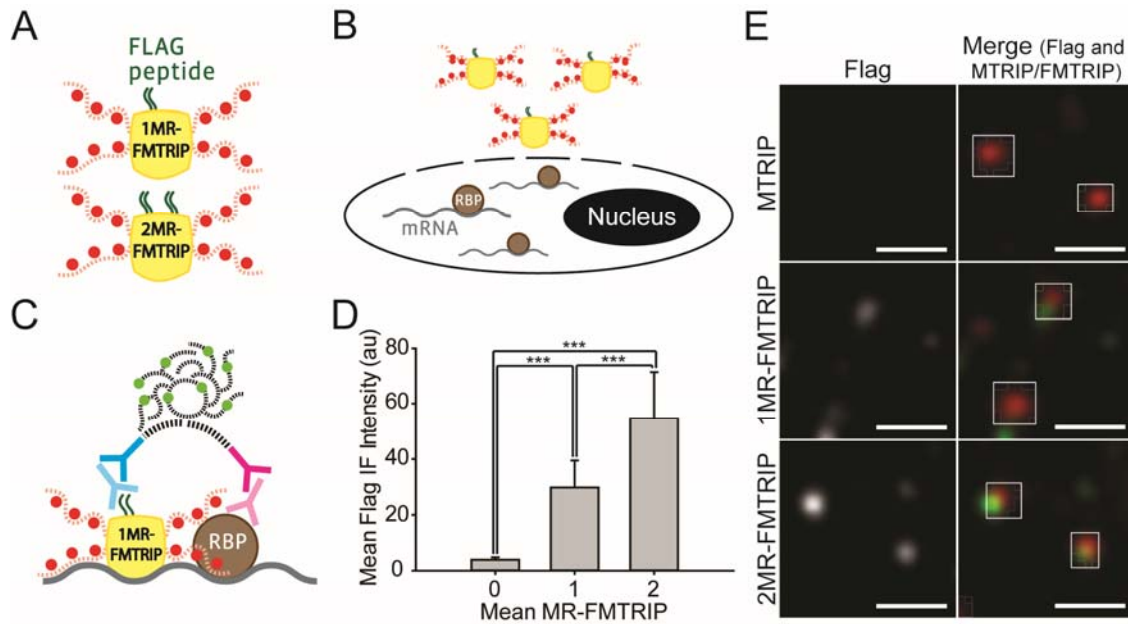 A
FLAG
peptide
1MR-
FMTRIP
2MR-
FMTRIP
B
RBP
mRNA
Nucleus
C
1MR-
FMTRIP
RBP
D
Mean Flag IF Intensity (au)
80
60
40
20
0
***
***
***
0 1 2
Mean MR-FMTRIP
E
Flag
Merge (Flag and
MTRIP/FMTRIP)
MTRIP
1MR-FMTRIP
2MR-FMTRIP